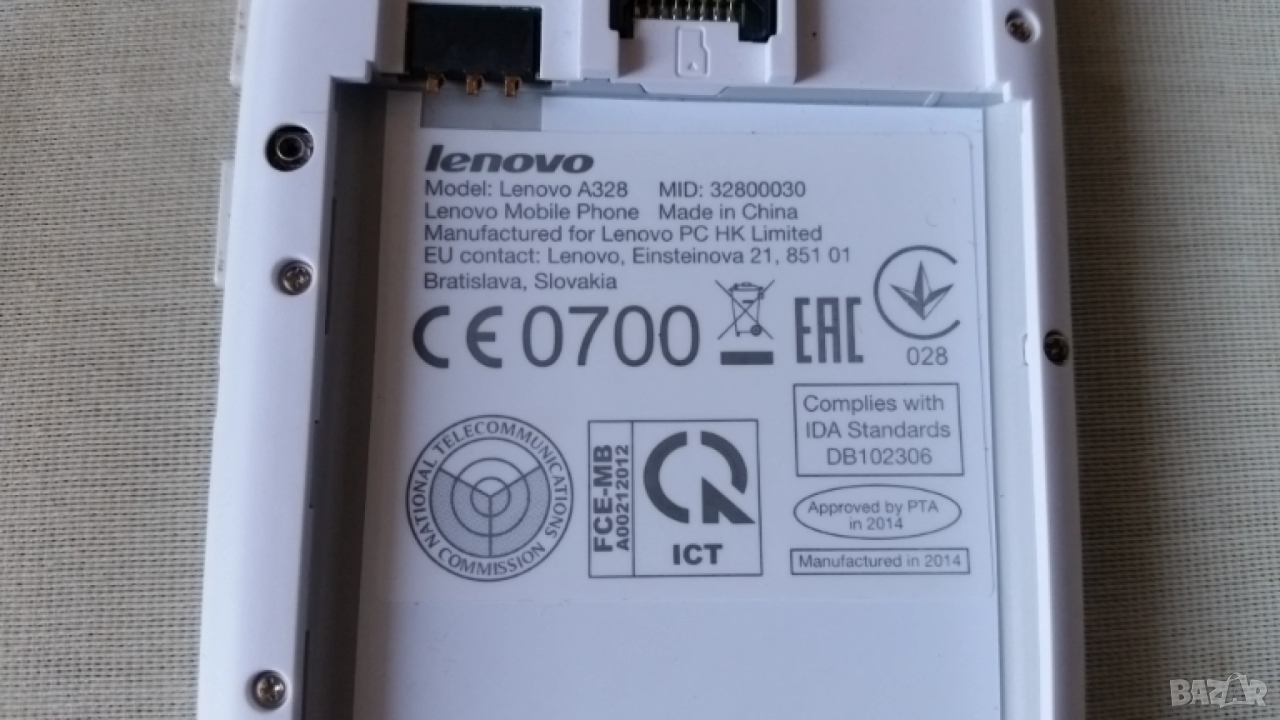 lenovo
Model: Lenovo A328 MID: 32800030
Lenovo Mobile Phone Made in China
Manufactured for Lenovo PC HK Limited
EU contact: Lenovo, Einsteinova 21, 851 01
Bratislava, Slovakia
CE0700
EAC
028
NATIONAL TELECOMMUNICATIONS COMMISSION
FCE-MB
A00212012
ICT
Complies with
IDA Standards
DB102306
Approved by PTA
in 2014
Manufactured in 2014
BAZAR